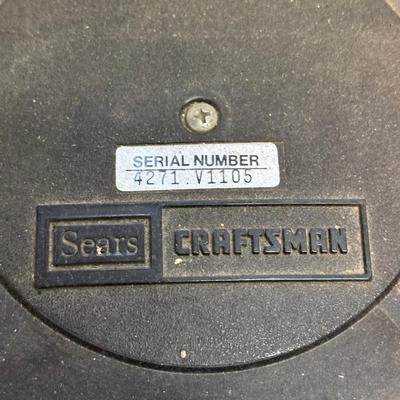 SERIAL NUMBER
4271.V1105
Sears CRAFTSMAN